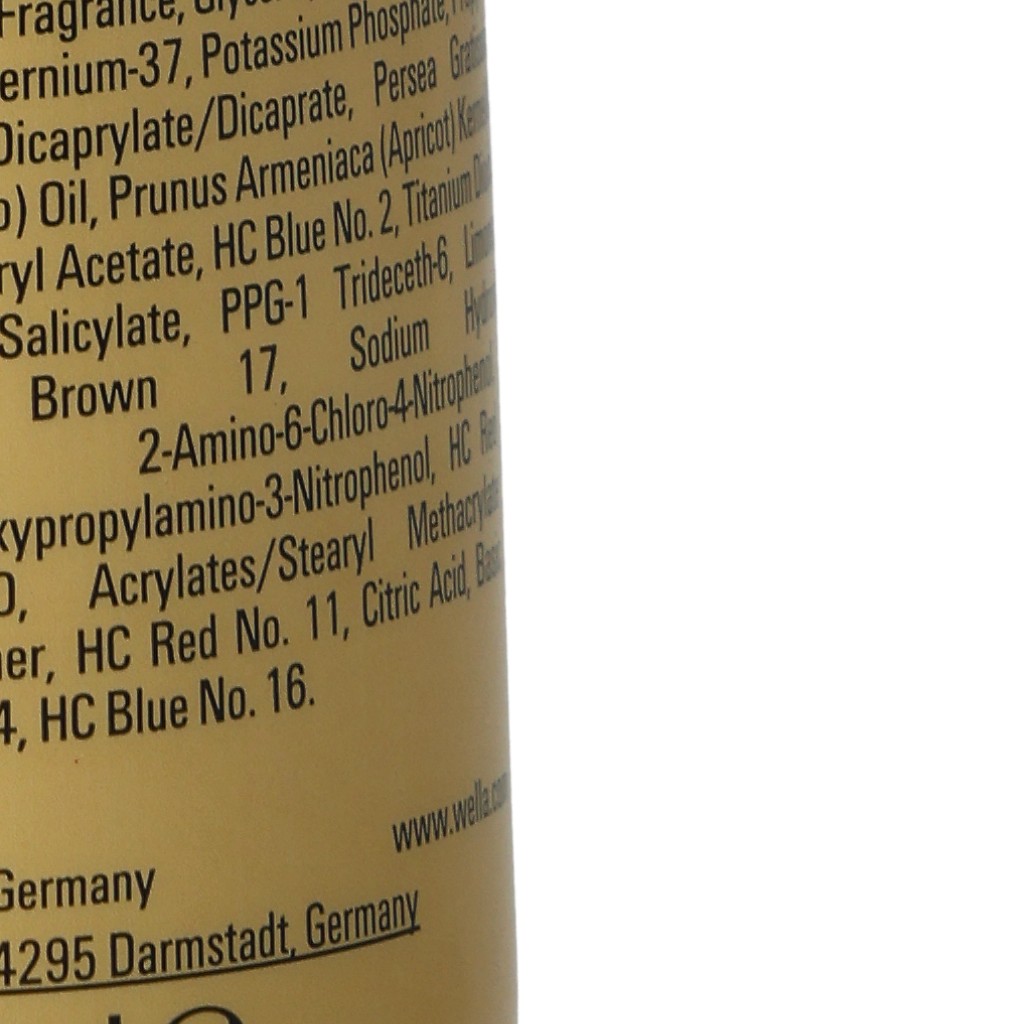 Fragrance,
ernium-37, Potassium Phosphate,
Dicaprylate/Dicaprate, Persea
o) Oil, Prunus Armeniaca (Apricot)
ryl Acetate, HC Blue No. 2, Titanium
Salicylate, PPG-1 Trideceth-6,
Brown 17, Sodium
2-Amino-6-Chloro-4-Nitrophenol,
xypropylamino-3-Nitrophenol, HC Red
0, Acrylates/Stearyl Methacrylate
er, HC Red No. 11, Citric Acid,
4, HC Blue No. 16.
www.wella.com
Germany
4295 Darmstadt, Germany